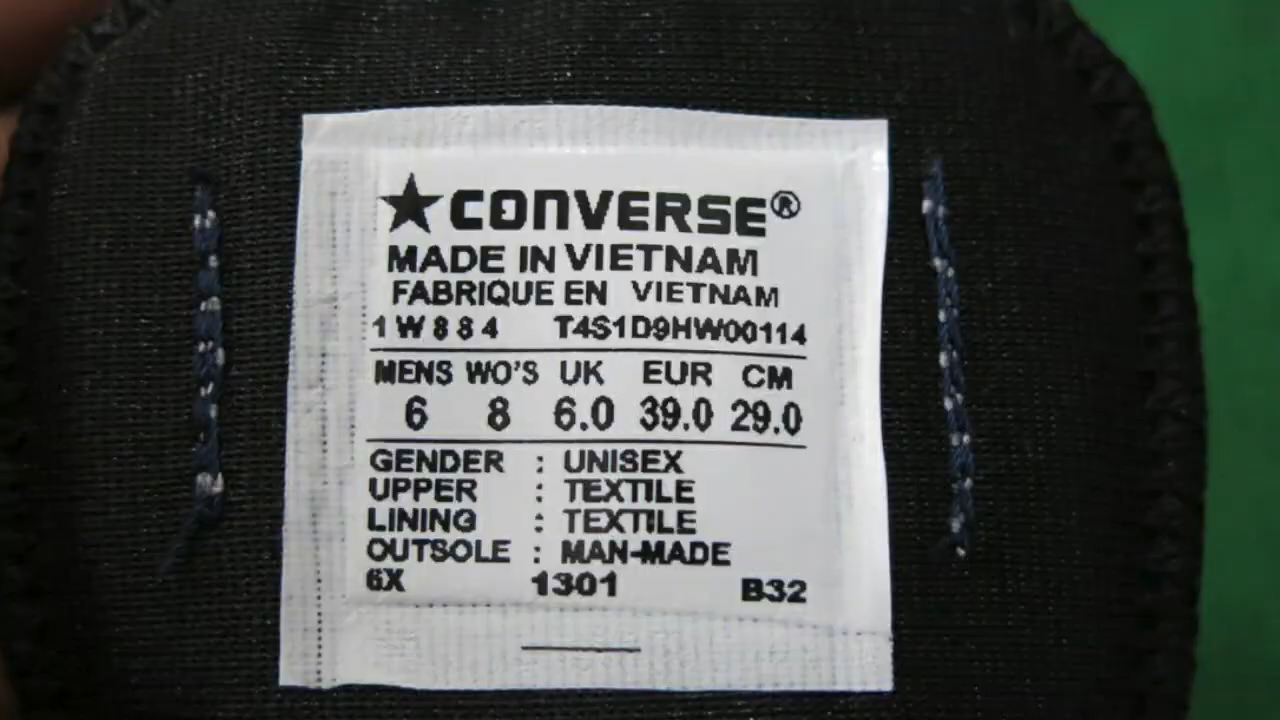 ★CONVERSE®
MADE IN VIETNAM
FABRIQUE EN VIETNAM
1W884 T4S1D9HW00114
MENS WO'S UK EUR CM
6 8 6.0 39.0 29.0
GENDER : UNISEX
UPPER : TEXTILE
LINING : TEXTILE
OUTSOLE : MAN-MADE
6X 1301 B32